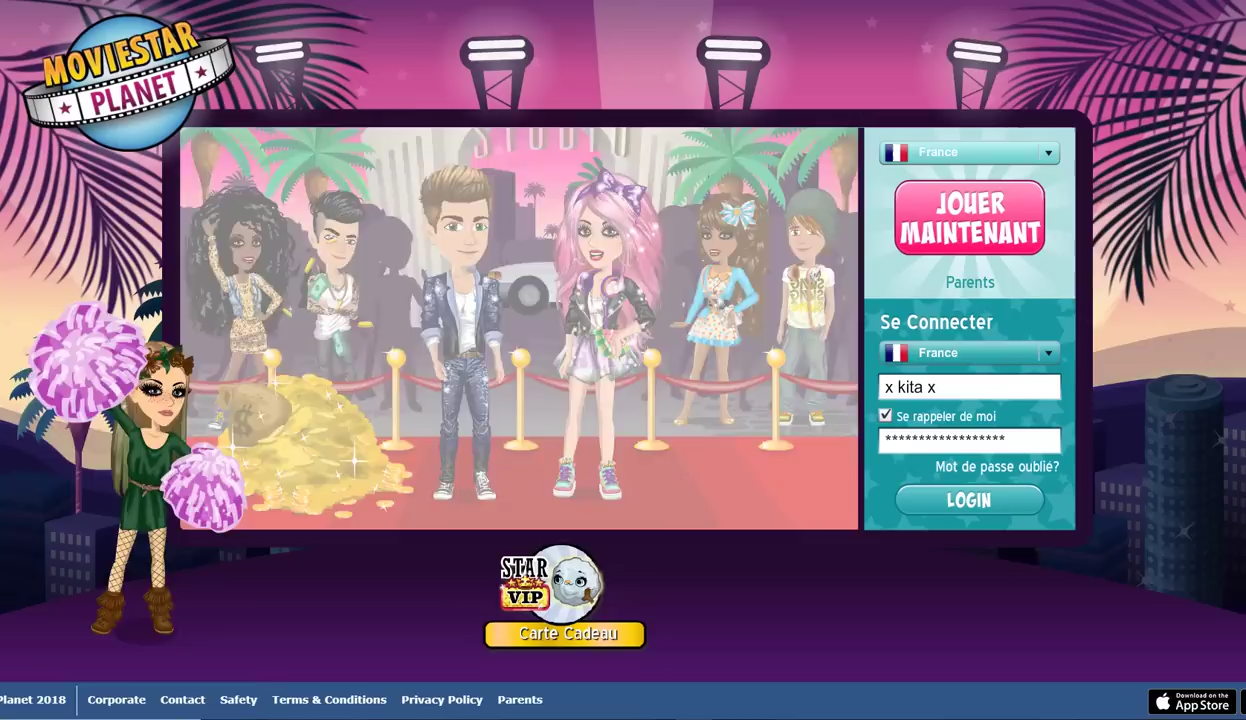 MOVIESTAR
PLANET
STUDIO
France
JOUER
MAINTENANT
Parents
Se Connecter
France
x kita x
Se rappeler de moi
******************
Mot de passe oublié?
LOGIN
STAR
VIP
Carte Cadeau
Planet 2018
Corporate
Contact
Safety
Terms & Conditions
Privacy Policy
Parents
Download on the
App Store